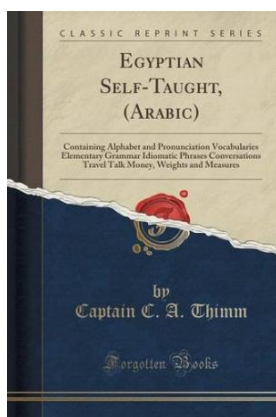 CLASSIC REPRINT SERIES
EGYPTIAN
SELF-TAUGHT,
(ARABIC)
Containing Alphabet and Pronunciation Vocabularies
Elementary Grammar Idiomatic Phrases Conversations
Travel Talk Money, Weights and Measures
by
Captain C. A. Thimm
Forgotten Books